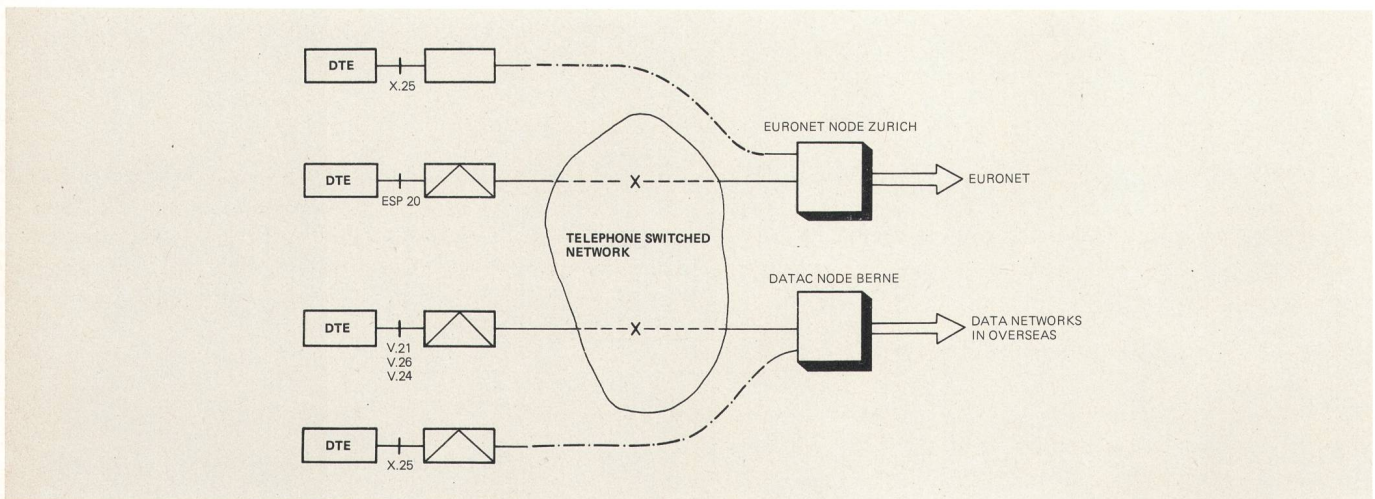 DTE
X.25
EURONET NODE ZURICH
DTE
ESP 20
EURONET
TELEPHONE SWITCHED
NETWORK
DATAC NODE BERNE
DTE
V.21
V.26
V.24
X
X
DATA NETWORKS
IN OVERSEAS
DTE
X.25